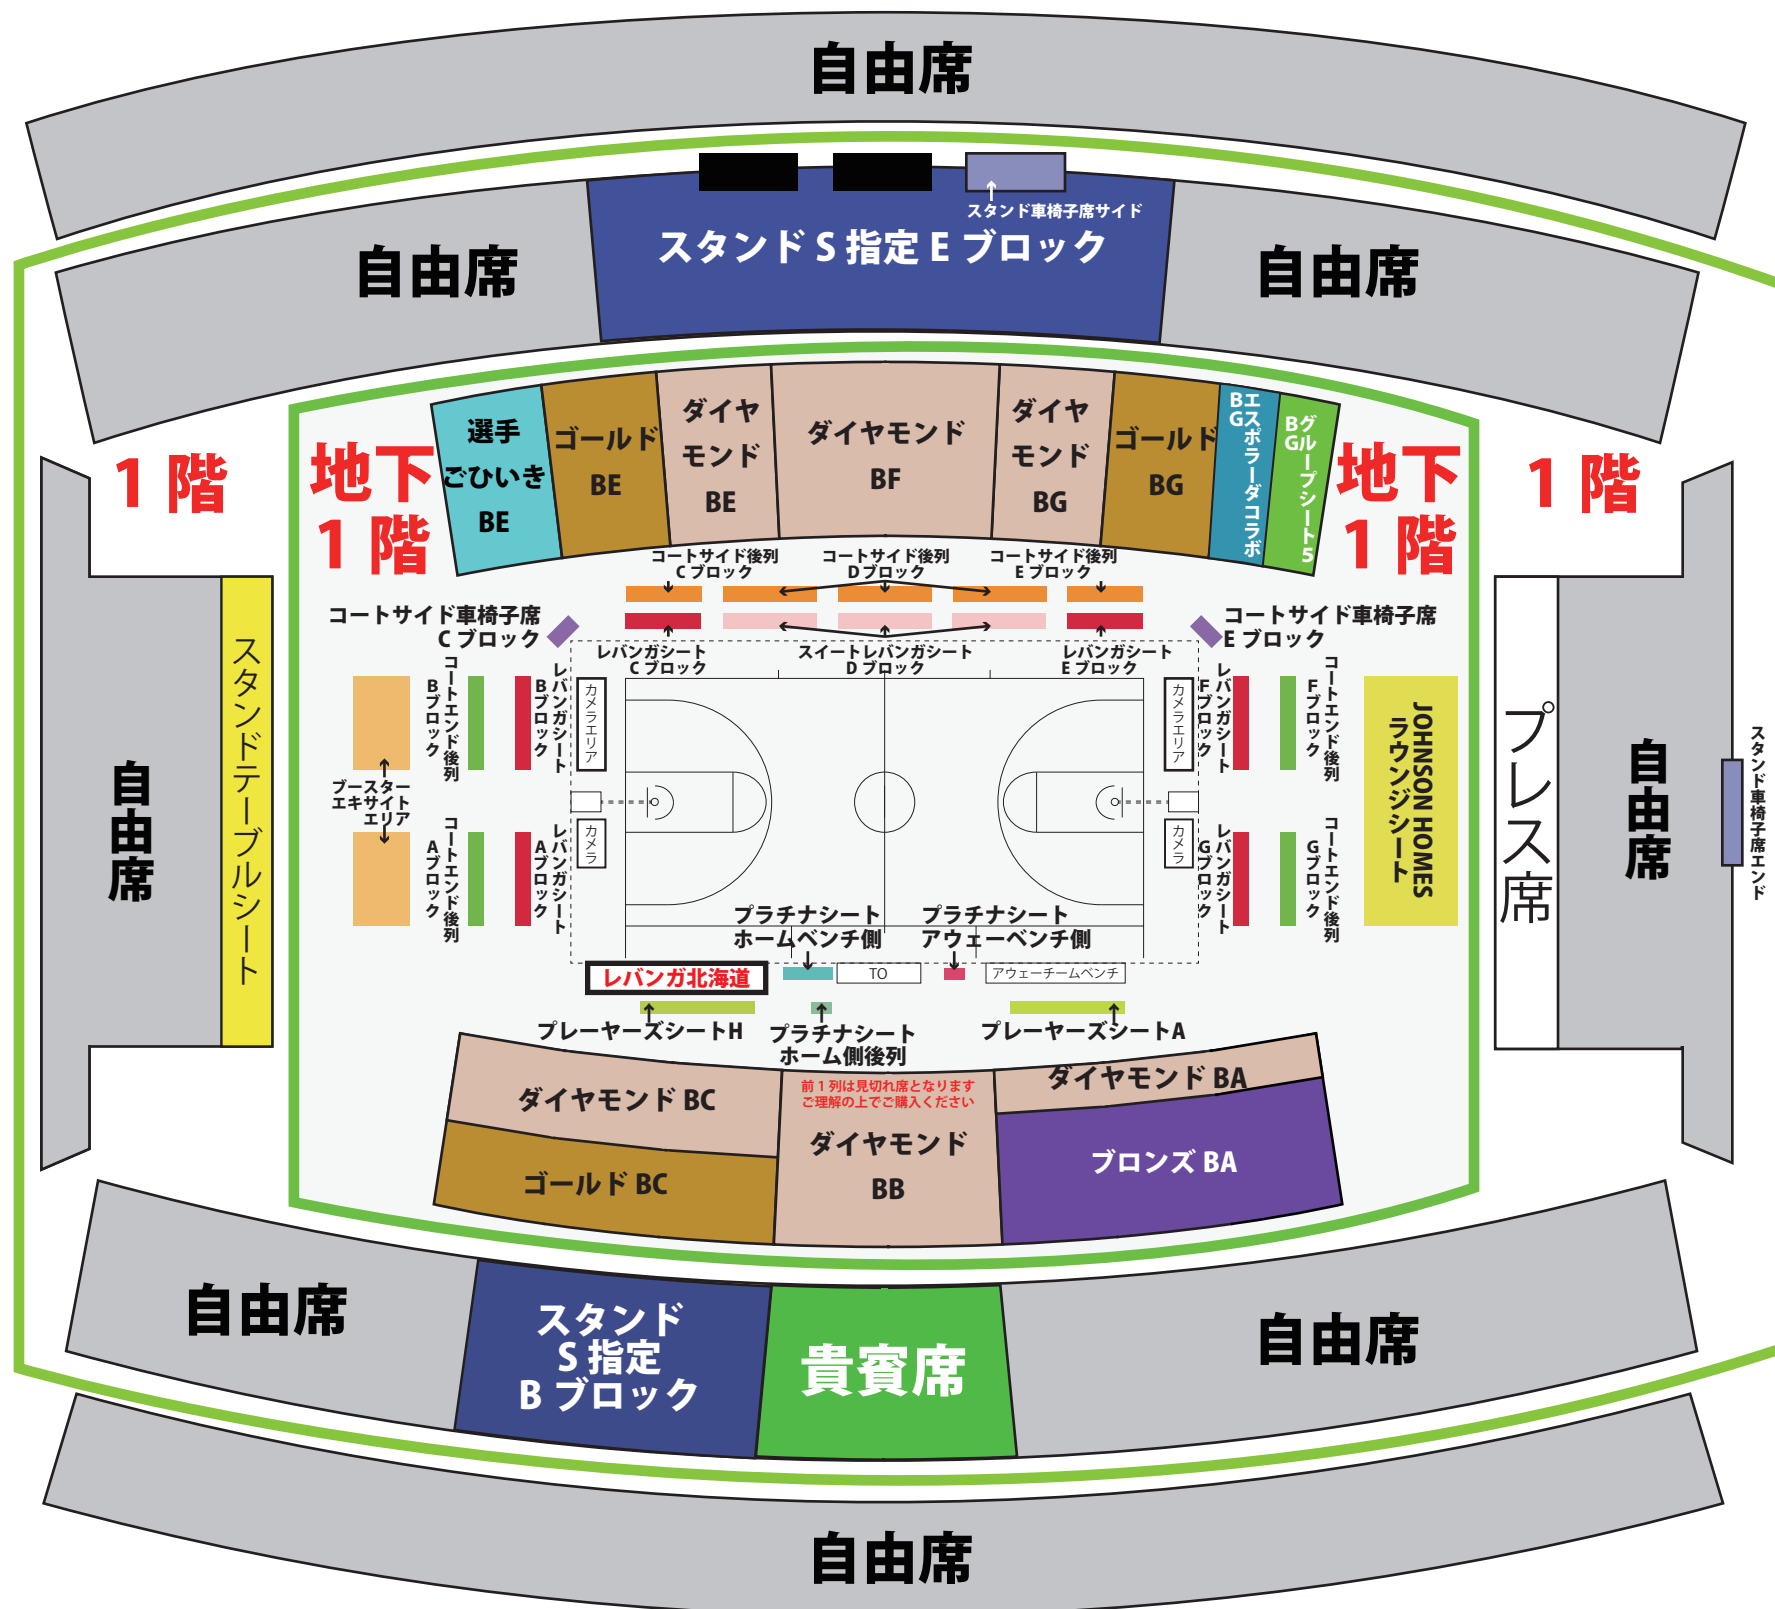 自由席
スタンド車椅子席サイド
スタンド S 指定 E ブロック
自由席
自由席
1 階
地下
1 階
選手
ごひいき
BE
ゴールド
BE
ダイヤ
モンド
BE
ダイヤモンド
BF
ダイヤ
モンド
BG
ゴールド
BG
エスポラーダコラボ
BG
グループシート5
BG
地下
1 階
1 階
コートサイド後列
C ブロック
コートサイド後列
D ブロック
コートサイド後列
E ブロック
コートサイド車椅子席
C ブロック
コートサイド車椅子席
E ブロック
レバンガシート
C ブロック
スイートレバンガシート
D ブロック
レバンガシート
E ブロック
コートエンド後列
Bブロック
レバンガシート
Bブロック
カメラエリア
カメラエリア
レバンガシート
Fブロック
コートエンド後列
Fブロック
ブースター
エキサイト
エリア
コートエンド後列
Aブロック
レバンガシート
Aブロック
カメラ
カメラ
レバンガシート
Gブロック
コートエンド後列
Gブロック
JOHNSON HOMES
ラウンジシート
自由席
スタンドテーブルシート
プレス席
自由席
スタンド車椅子席エンド
プラチナシート
ホームベンチ側
プラチナシート
アウェーベンチ側
レバンガ北海道
TO
アウェーチームベンチ
プレーヤーズシートH
プラチナシート
ホーム側後列
プレーヤーズシートA
ダイヤモンド BC
ゴールド BC
前１列は見切れ席となります
ご理解の上でご購入ください
ダイヤモンド
BB
ダイヤモンド BA
ブロンズ BA
自由席
スタンド
S 指定
B ブロック
貴賓席
自由席
自由席